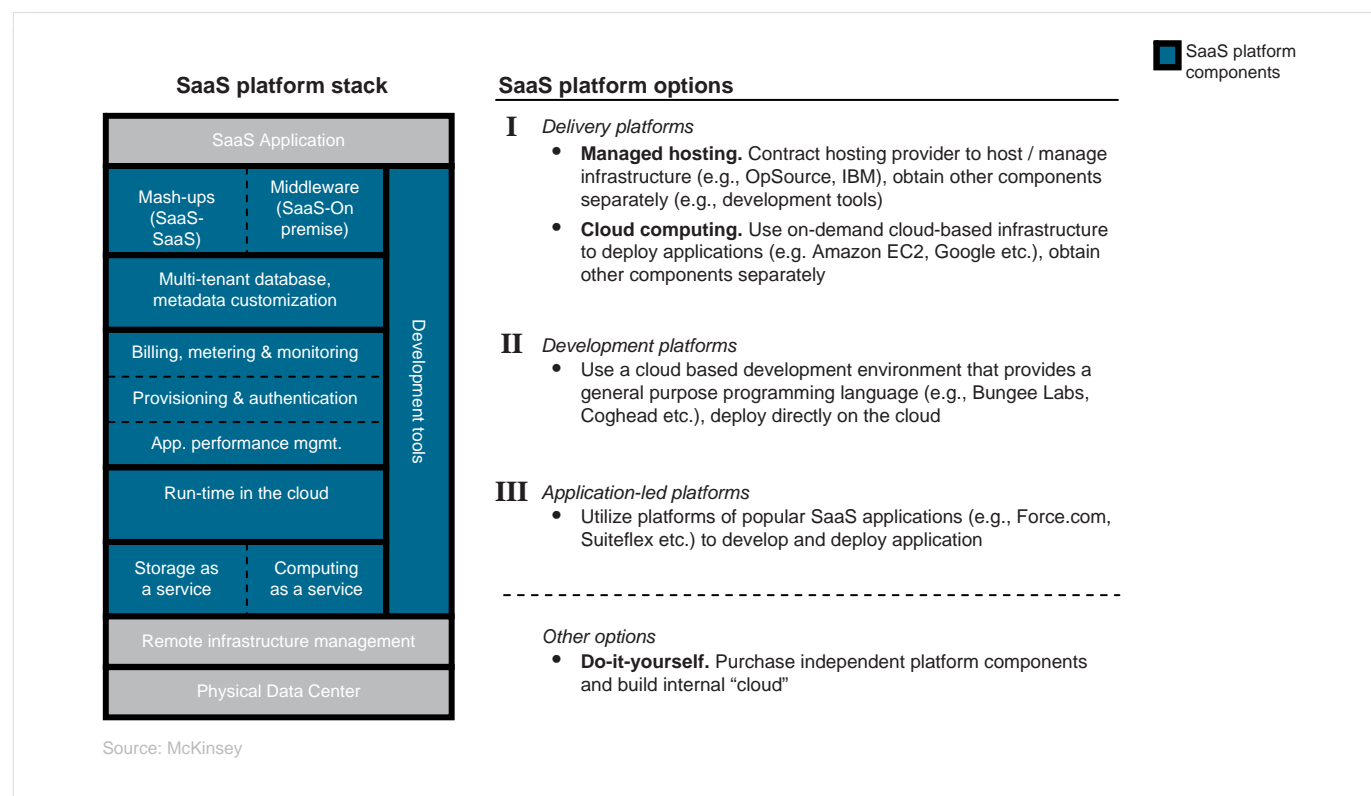 SaaS platform
components
SaaS platform stack
SaaS Application
Mash-ups
(SaaS-
SaaS)
Middleware
(SaaS-On
premise)
Multi-tenant database,
metadata customization
Billing, metering & monitoring
Provisioning & authentication
App. performance mgmt.
Run-time in the cloud
Storage as
a service
Computing
as a service
Development tools
Remote infrastructure management
Physical Data Center
Source: McKinsey
SaaS platform options
I Delivery platforms
• Managed hosting. Contract hosting provider to host / manage
infrastructure (e.g., OpSource, IBM), obtain other components
separately (e.g., development tools)
• Cloud computing. Use on-demand cloud-based infrastructure
to deploy applications (e.g. Amazon EC2, Google etc.), obtain
other components separately
II Development platforms
• Use a cloud based development environment that provides a
general purpose programming language (e.g., Bungee Labs,
Coghead etc.), deploy directly on the cloud
III Application-led platforms
• Utilize platforms of popular SaaS applications (e.g., Force.com,
Suiteflex etc.) to develop and deploy application
Other options
• Do-it-yourself. Purchase independent platform components
and build internal “cloud”